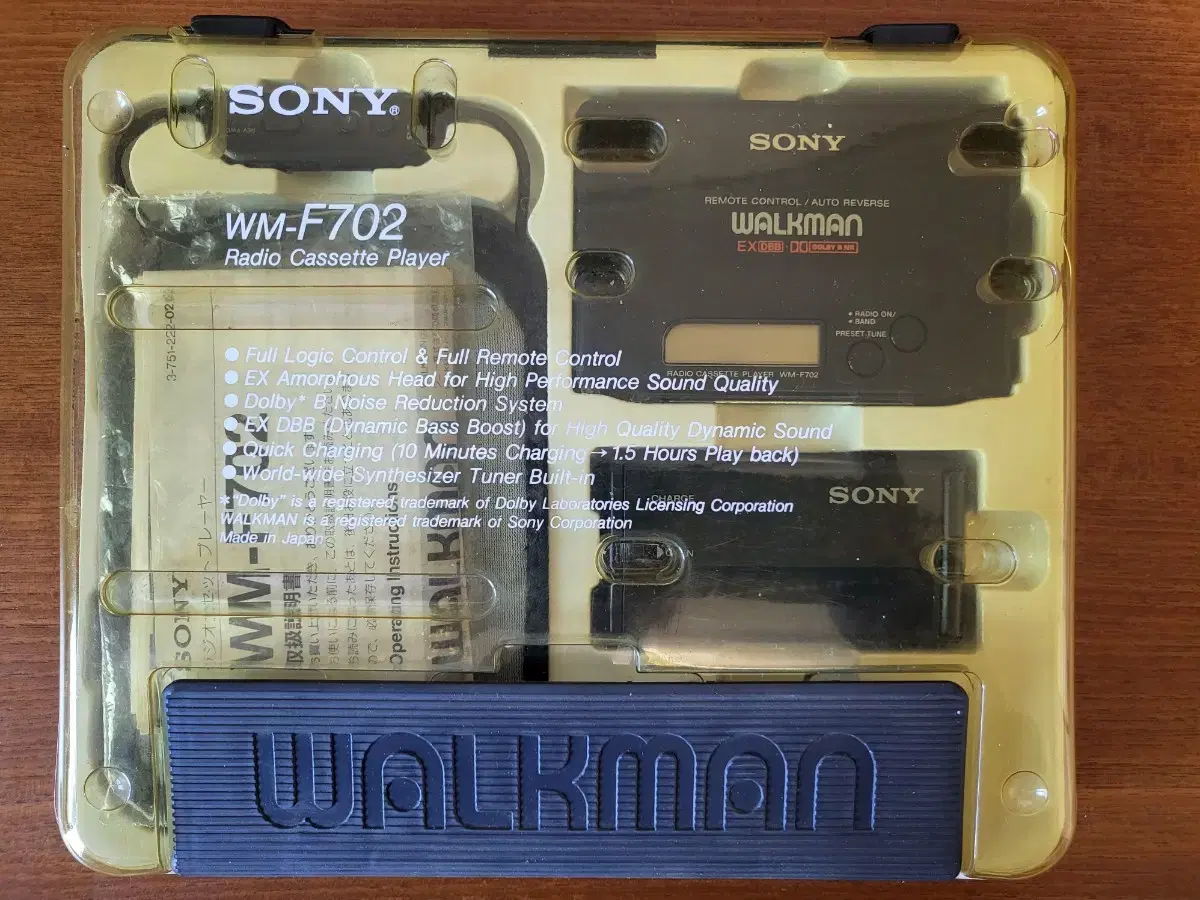 SONY®
WM-F702
Radio Cassette Player
● Full Logic Control & Full Remote Control
● EX Amorphous Head for High Performance Sound Quality
● Dolby* B Noise Reduction System
● EX DBB (Dynamic Bass Boost) for High Quality Dynamic Sound
● Quick Charging (10 Minutes Charging → 1.5 Hours Play back)
● World-wide Synthesizer Tuner Built-in
*"Dolby" is a registered trademark of Dolby Laboratories Licensing Corporation
WALKMAN is a registered trademark of Sony Corporation
Made in Japan
SONY
REMOTE CONTROL / AUTO REVERSE
WALKMAN
EX DBB · DOLBY B NR
• RADIO ON/
• BAND
PRESET TUNE
RADIO CASSETTE PLAYER WM-F702
CHARGE
SONY
3-751-222-02
SONY
WM-F702
取扱説明書
Operating Instructions
WALKMAN
WALKMAN